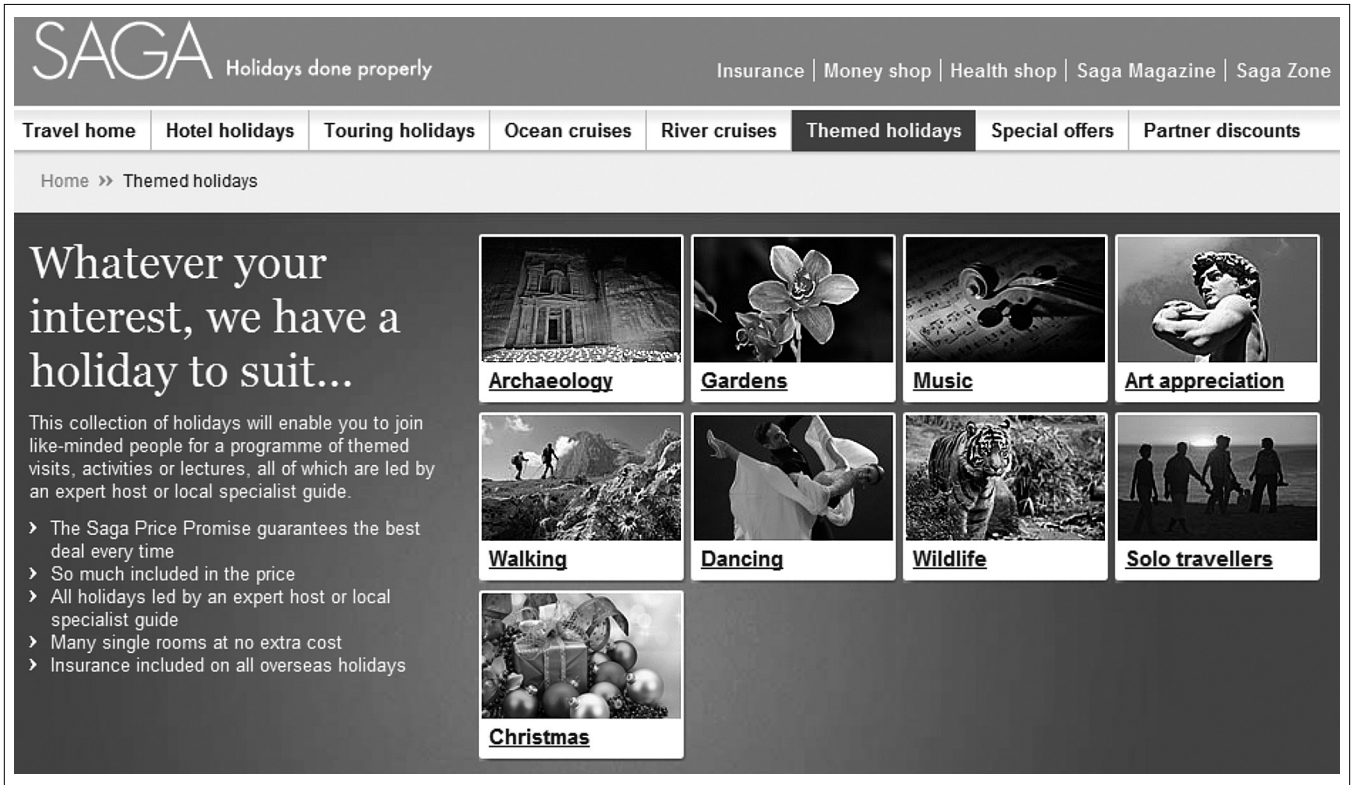 SAGA Holidays done properly
Insurance | Money shop | Health shop | Saga Magazine | Saga Zone
Travel home Hotel holidays Touring holidays Ocean cruises River cruises Themed holidays Special offers Partner discounts
Home » Themed holidays
Whatever your
interest, we have a
holiday to suit...
This collection of holidays will enable you to join
like-minded people for a programme of themed
visits, activities or lectures, all of which are led by
an expert host or local specialist guide.
› The Saga Price Promise guarantees the best
deal every time
› So much included in the price
› All holidays led by an expert host or local
specialist guide
› Many single rooms at no extra cost
› Insurance included on all overseas holidays
Archaeology Gardens Music Art appreciation
Walking Dancing Wildlife Solo travellers
Christmas